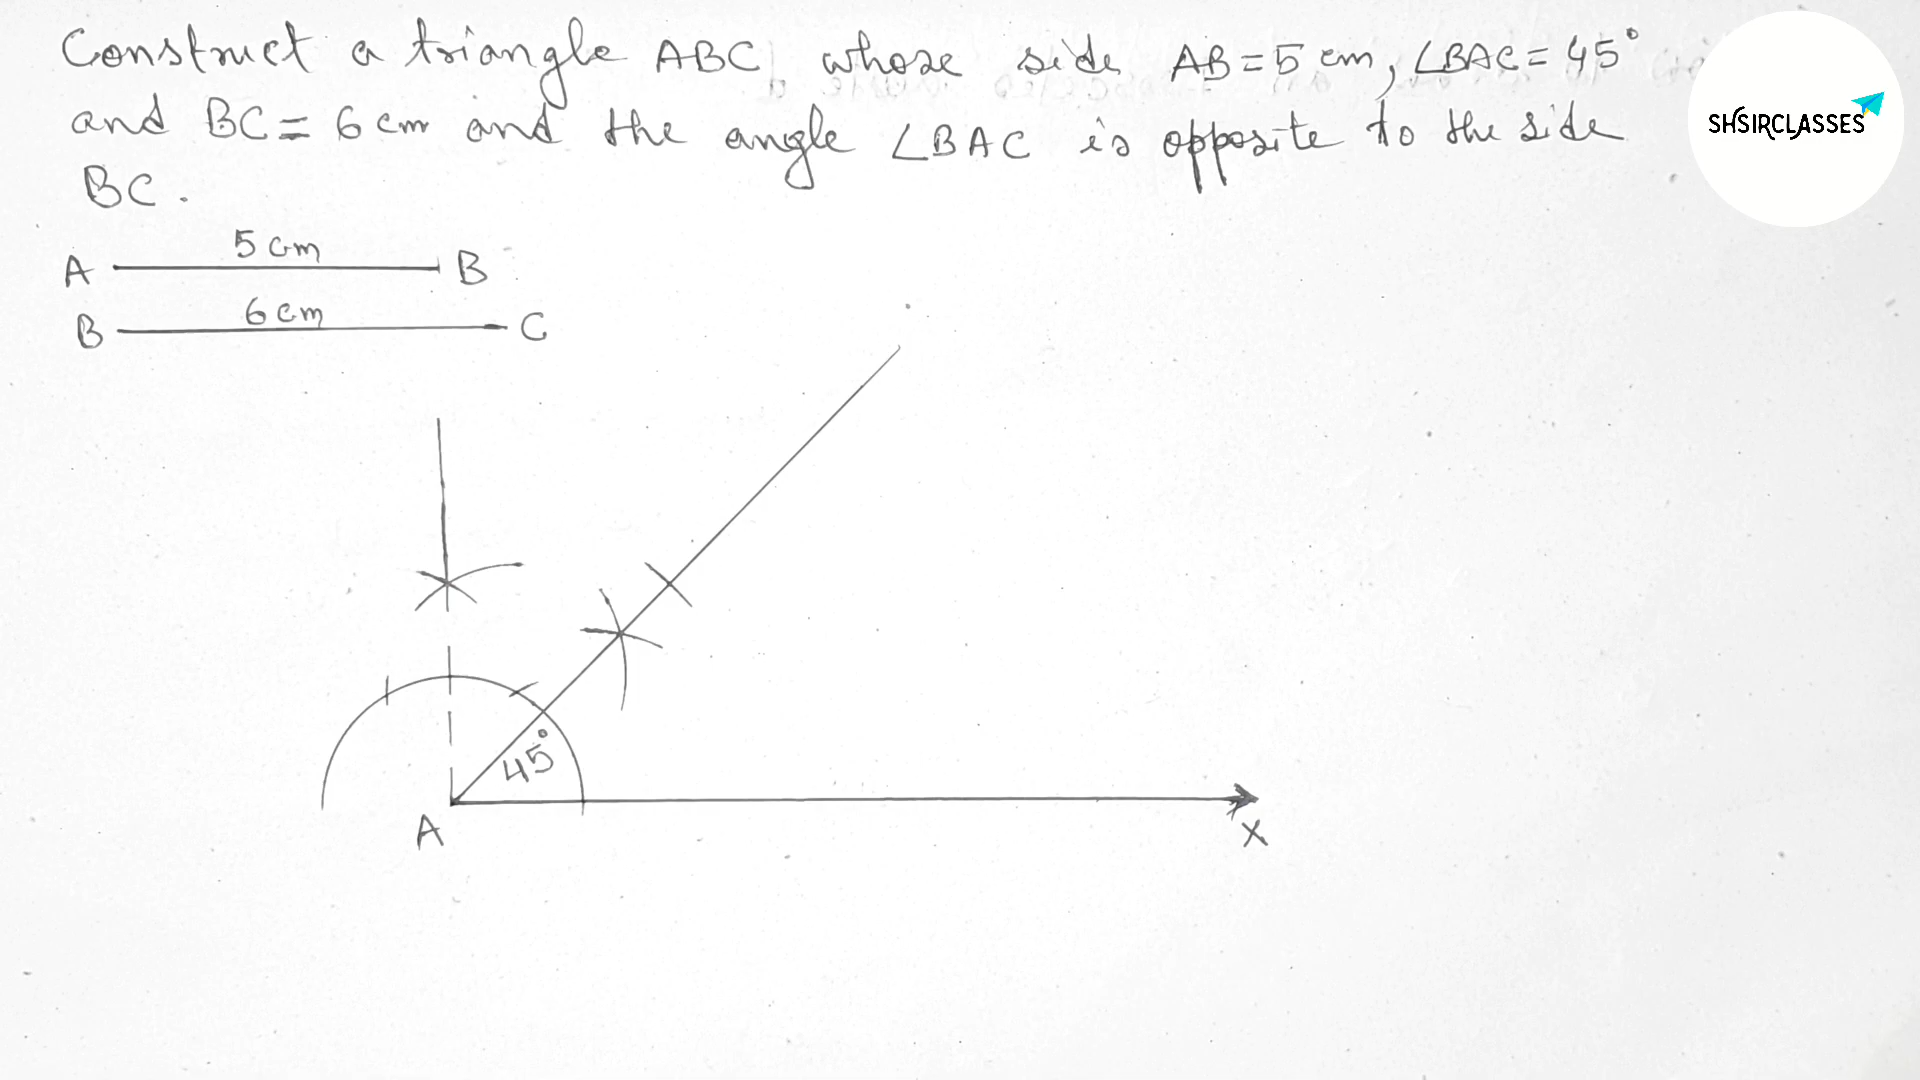 Construct a triangle ABC whose side AB = 5 cm, ∠BAC = 45°
and BC = 6 cm and the angle ∠BAC is opposite to the side
BC.
SHSIRCLASSES
A 5 cm B
B 6 cm C
45°
A X